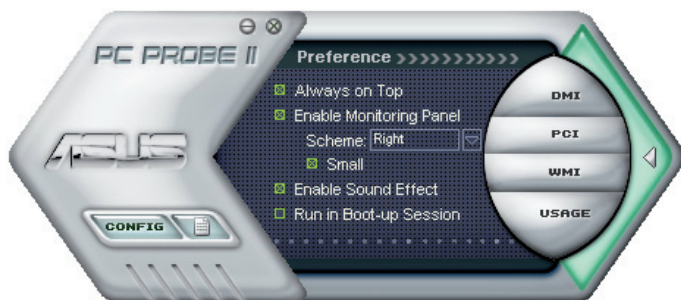 PC PROBE II
ASUS
CONFIG
Preference
Always on Top
Enable Monitoring Panel
Scheme: Right
Small
Enable Sound Effect
Run in Boot-up Session
DMI
PCI
WMI
USAGE